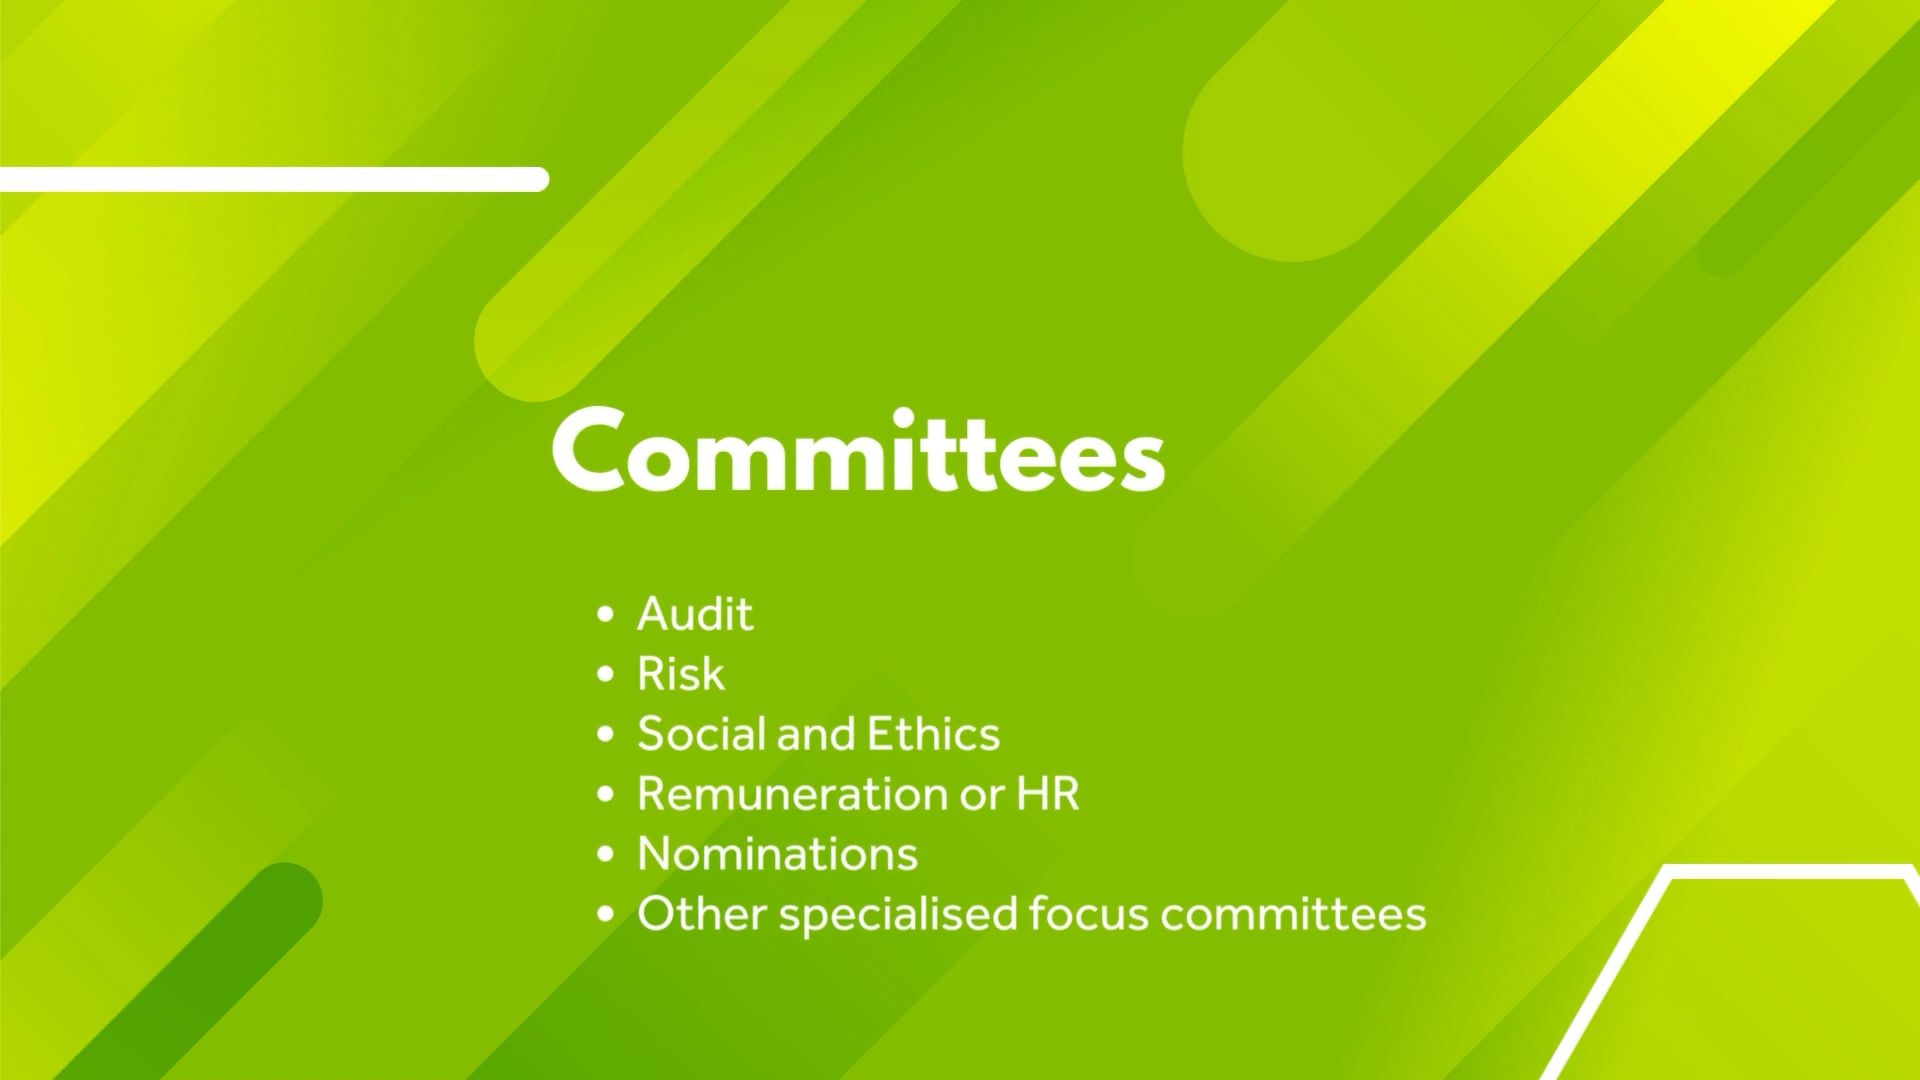 Committees
• Audit
• Risk
• Social and Ethics
• Remuneration or HR
• Nominations
• Other specialised focus committees